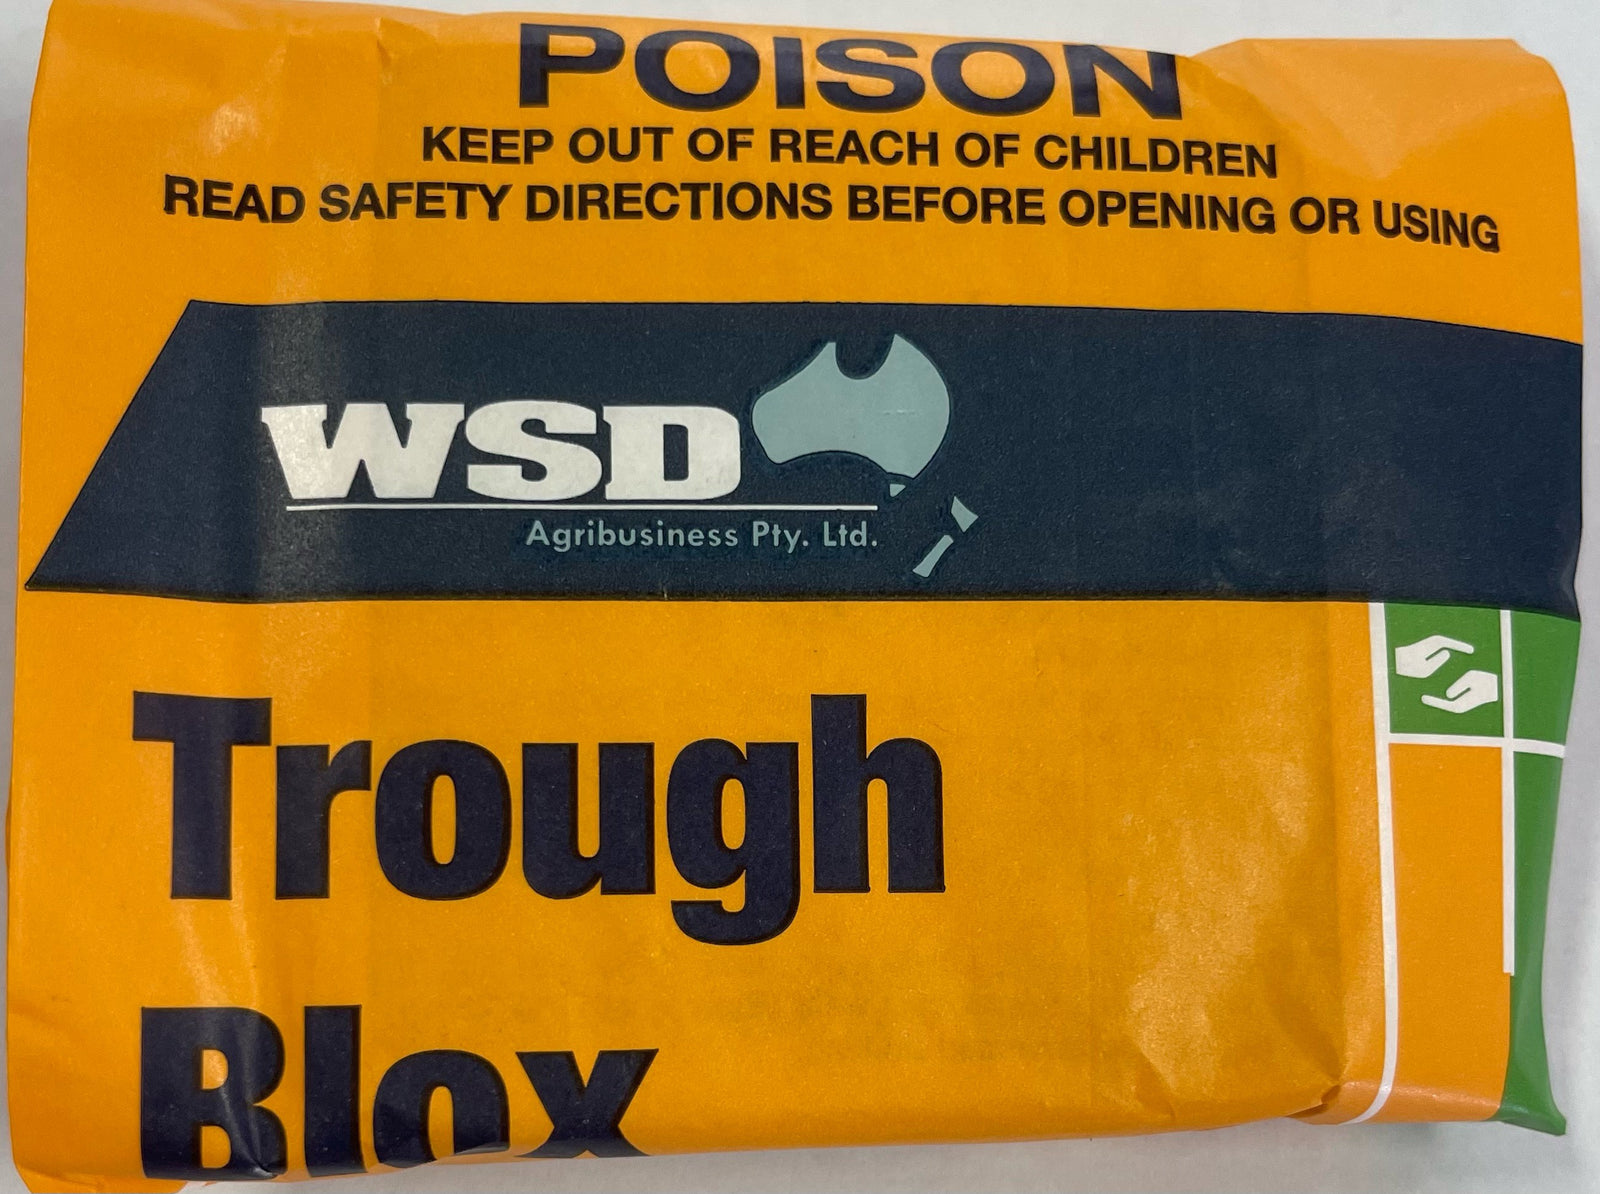 POISON
KEEP OUT OF REACH OF CHILDREN
READ SAFETY DIRECTIONS BEFORE OPENING OR USING
WSD
Agribusiness Pty. Ltd.
Trough
Blox